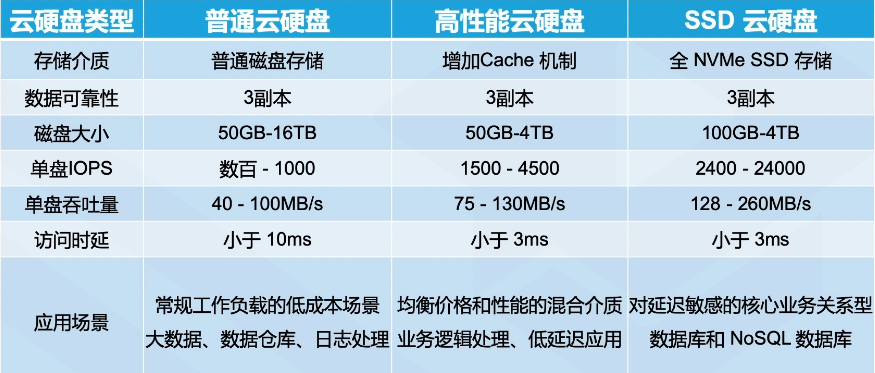 云硬盘类型 普通云硬盘 高性能云硬盘 SSD 云硬盘
存储介质 普通磁盘存储 增加Cache 机制 全 NVMe SSD 存储
数据可靠性 3副本 3副本 3副本
磁盘大小 50GB-16TB 50GB-4TB 100GB-4TB
单盘IOPS 数百 - 1000 1500 - 4500 2400 - 24000
单盘吞吐量 40 - 100MB/s 75 - 130MB/s 128 - 260MB/s
访问时延 小于 10ms 小于 3ms 小于 3ms
应用场景
常规工作负载的低成本场景
大数据、数据仓库、日志处理
均衡价格和性能的混合介质
业务逻辑处理、低延迟应用
对延迟敏感的核心业务关系型
数据库和 NoSQL 数据库